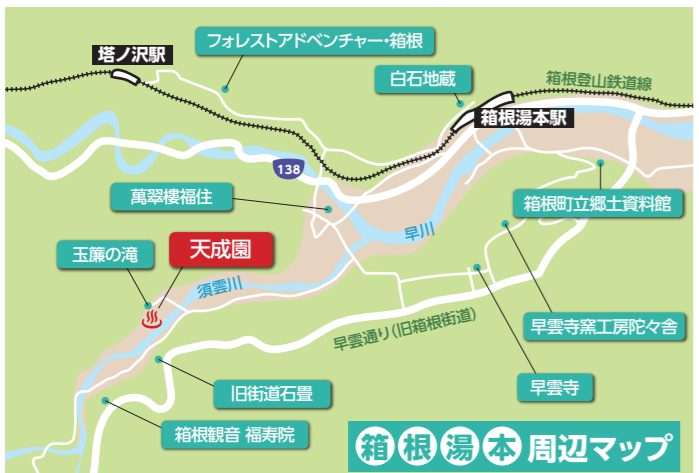 フォレストアドベンチャー・箱根
塔ノ沢駅
白石地蔵
箱根登山鉄道線
箱根湯本駅
138
萬翠樓福住
箱根町立郷土資料館
早川
玉簾の滝
天成園
須雲川
早雲寺窯工房陀々舎
早雲通り(旧箱根街道)
旧街道石畳
早雲寺
箱根観音 福寿院
箱根湯本周辺マップ